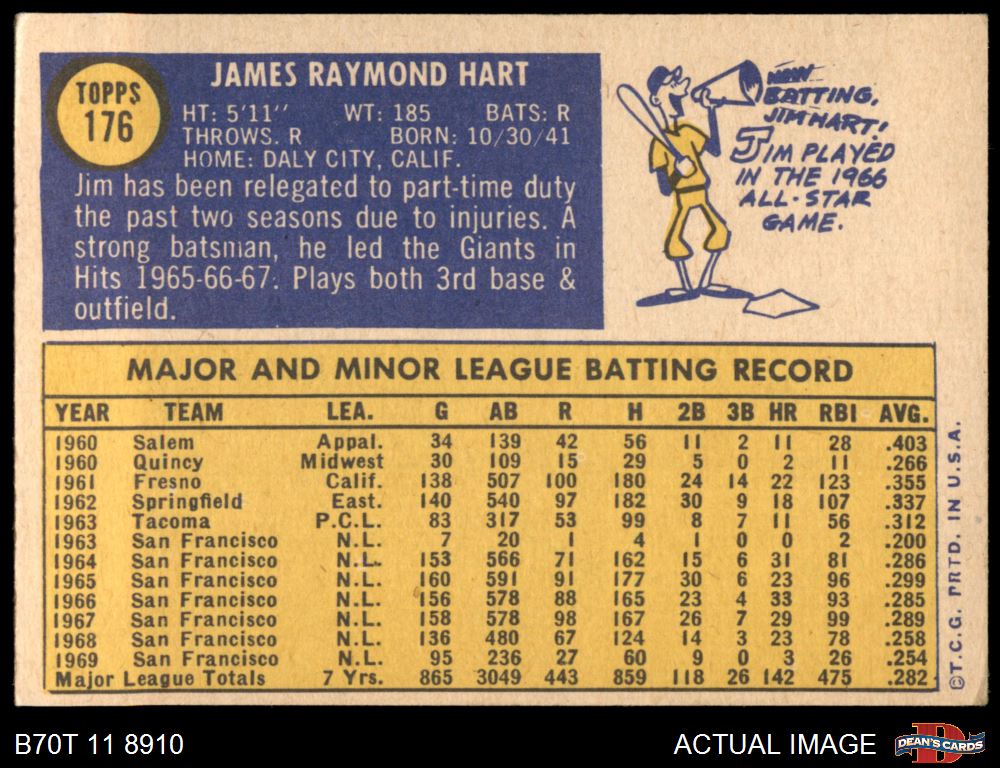 TOPPS
176
JAMES RAYMOND HART
HT: 5'11" WT: 185 BATS: R
THROWS. R BORN: 10/30/41
HOME: DALY CITY, CALIF.
Jim has been relegated to part-time duty
the past two seasons due to injuries. A
strong batsman, he led the Giants in
Hits 1965-66-67. Plays both 3rd base &
outfield.
NOW
BATTING,
JIM HART!
JIM PLAYED
IN THE 1966
ALL-STAR
GAME.
MAJOR AND MINOR LEAGUE BATTING RECORD
YEAR TEAM LEA. G AB R H 2B 3B HR RBI AVG.
1960 Salem Appal. 34 139 42 56 11 2 11 28 .403
1960 Quincy Midwest 30 109 15 29 5 0 2 11 .266
1961 Fresno Calif. 138 507 100 180 24 14 22 123 .355
1962 Springfield East. 140 540 97 182 30 9 18 107 .337
1963 Tacoma P.C.L. 83 317 53 99 8 7 11 56 .312
1963 San Francisco N.L. 7 20 1 4 1 0 0 2 .200
1964 San Francisco N.L. 153 566 71 162 15 6 31 81 .286
1965 San Francisco N.L. 160 591 91 177 30 6 23 96 .299
1966 San Francisco N.L. 156 578 88 165 23 4 33 93 .285
1967 San Francisco N.L. 158 578 98 167 26 7 29 99 .289
1968 San Francisco N.L. 136 480 67 124 14 3 23 78 .258
1969 San Francisco N.L. 95 236 27 60 9 0 3 26 .254
Major League Totals 7 Yrs. 865 3049 443 859 118 26 142 475 .282
©T.C.G. PRTD. IN U.S.A.
B70T 11 8910
ACTUAL IMAGE
D
DEAN'S CARDS